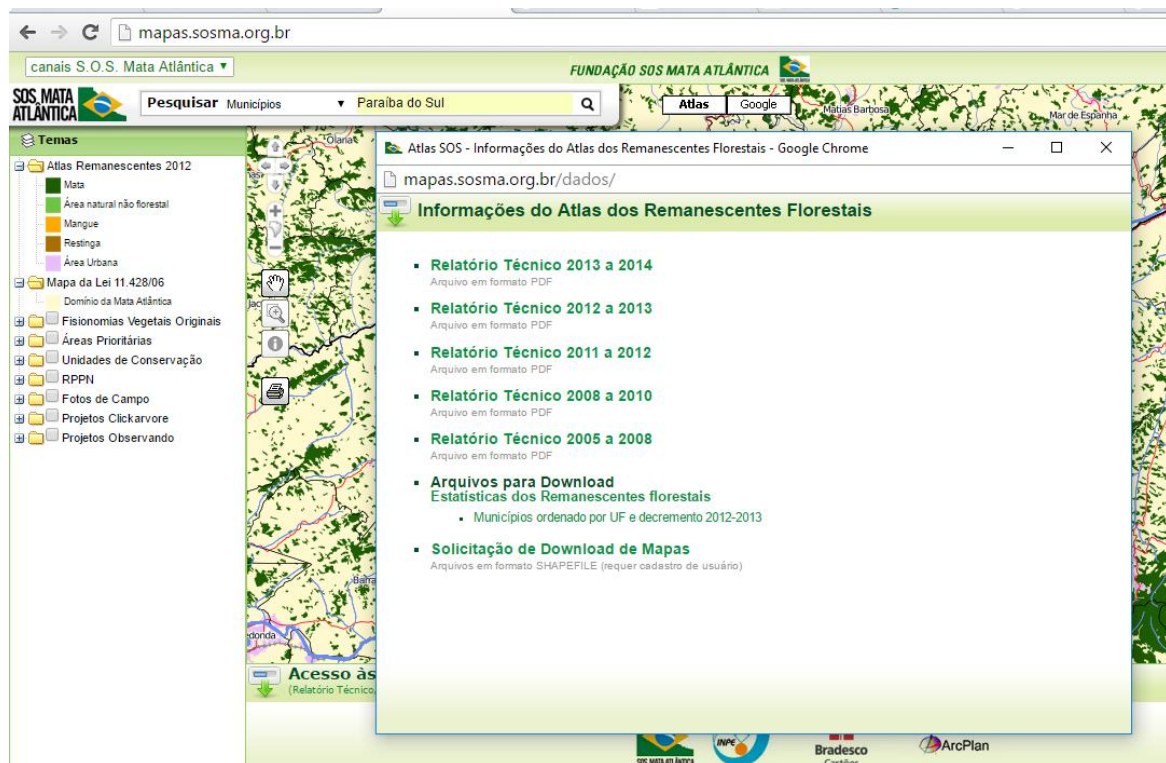 mapas.sosma.org.br
canais S.O.S. Mata Atlântica ▼
FUNDAÇÃO SOS MATA ATLÂNTICA
SOS MATA ATLÂNTICA
Pesquisar Municípios ▼ Paraíba do Sul
Atlas Google
Matias Barbosa
Mar de Espanha
Temas
Olaria
Atlas Remanescentes 2012
Mata
Área natural não florestal
Mangue
Restinga
Área Urbana
Mapa da Lei 11.428/06
Domínio da Mata Atlântica
Fisionomias Vegetais Originais
Áreas Prioritárias
Unidades de Conservação
RPPN
Fotos de Campo
Projetos Clickarvore
Projetos Observando
Atlas SOS - Informações do Atlas dos Remanescentes Florestais - Google Chrome
mapas.sosma.org.br/dados/
Informações do Atlas dos Remanescentes Florestais
Relatório Técnico 2013 a 2014
Arquivo em formato PDF
Relatório Técnico 2012 a 2013
Arquivo em formato PDF
Relatório Técnico 2011 a 2012
Arquivo em formato PDF
Relatório Técnico 2008 a 2010
Arquivo em formato PDF
Relatório Técnico 2005 a 2008
Arquivo em formato PDF
Arquivos para Download
Estatísticas dos Remanescentes florestais
Municípios ordenado por UF e decremento 2012-2013
Solicitação de Download de Mapas
Arquivos em formato SHAPEFILE (requer cadastro de usuário)
Acesso às
(Relatório Técnico,
SOS MATA ATLÂNTICA
INPE
Bradesco
Cartões
ArcPlan